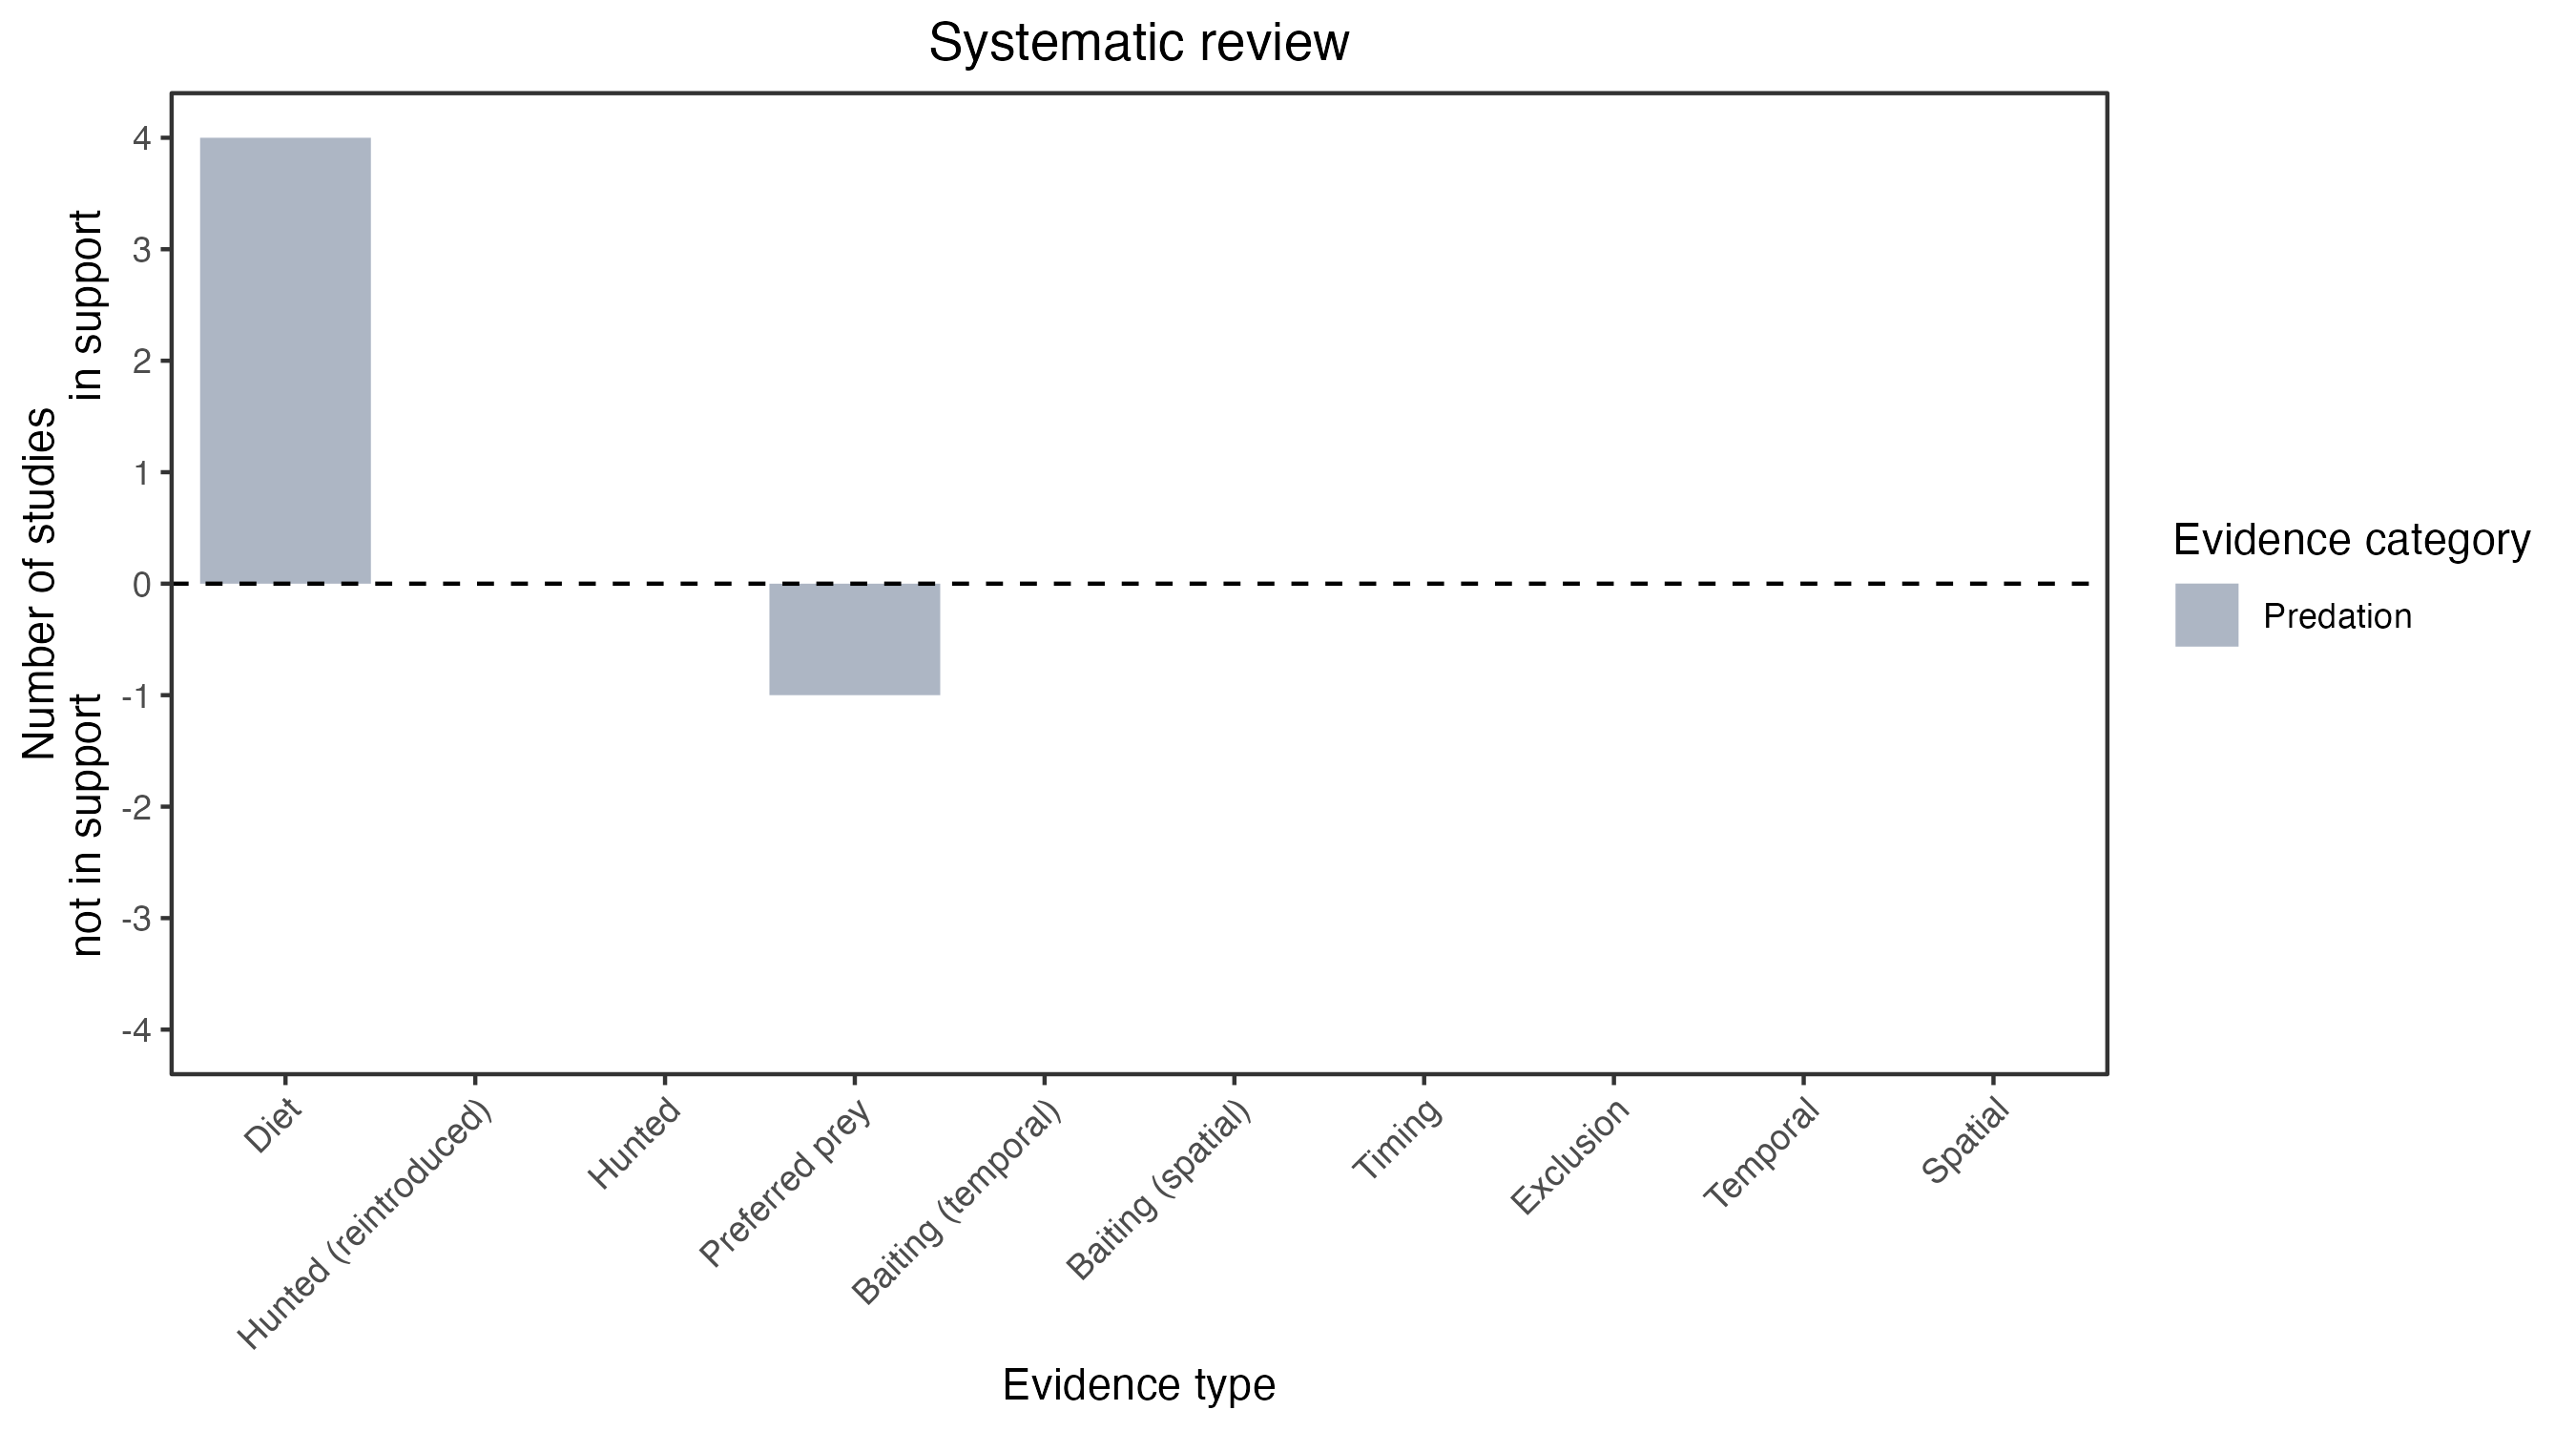 Systematic review
Number of studies
in support
not in support
4
3
2
1
0
-1
-2
-3
-4
Diet
Hunted (reintroduced)
Hunted
Preferred prey
Baiting (temporal)
Baiting (spatial)
Timing
Exclusion
Temporal
Spatial
Evidence type
Evidence category
Predation